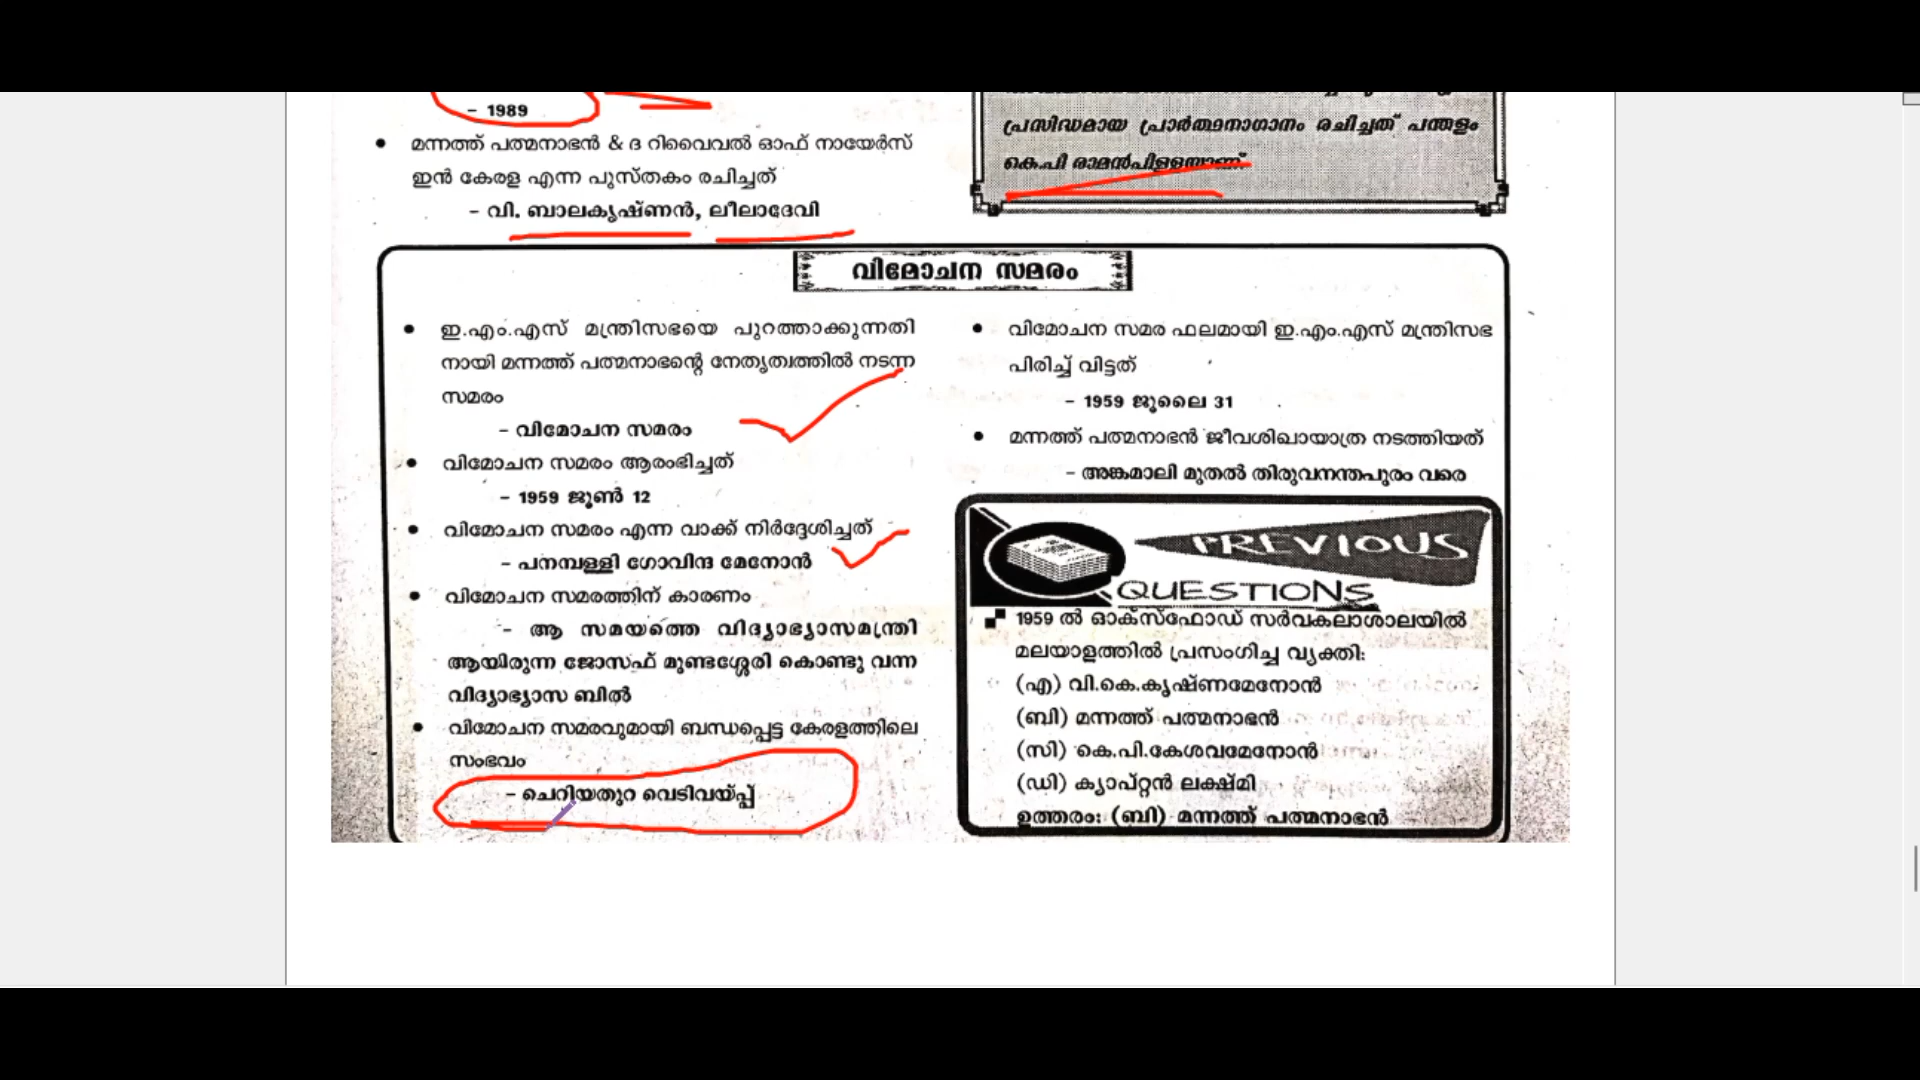 - 1989
• മന്നത്ത് പത്മനാഭൻ & ദ റിവൈവൽ ഓഫ് നായേർസ്
ഇൻ കേരള എന്ന പുസ്തകം രചിച്ചത്
- വി. ബാലകൃഷ്ണൻ, ലീലാദേവി
പ്രസിദ്ധമായ പ്രാർത്ഥനാഗാനം രചിച്ചത് പന്തളം
കെ.പി രാമൻപിള്ളയാണ്.
വിമോചന സമരം
• ഇ.എം.എസ് മന്ത്രിസഭയെ പുറത്താക്കുന്നതി
നായി മന്നത്ത് പത്മനാഭന്റെ നേതൃത്വത്തിൽ നടന്ന
സമരം
- വിമോചന സമരം
• വിമോചന സമരം ആരംഭിച്ചത്
- 1959 ജൂൺ 12
• വിമോചന സമരം എന്ന വാക്ക് നിർദ്ദേശിച്ചത്
- പനമ്പള്ളി ഗോവിന്ദ മേനോൻ
• വിമോചന സമരത്തിന് കാരണം
- ആ സമയത്തെ വിദ്യാഭ്യാസമന്ത്രി
ആയിരുന്ന ജോസഫ് മുണ്ടശ്ശേരി കൊണ്ടു വന്ന
വിദ്യാഭ്യാസ ബിൽ
• വിമോചന സമരവുമായി ബന്ധപ്പെട്ട കേരളത്തിലെ
സംഭവം
- ചെറിയതുറ വെടിവയ്പ്പ്
• വിമോചന സമര ഫലമായി ഇ.എം.എസ് മന്ത്രിസഭ
പിരിച്ച് വിട്ടത്
- 1959 ജൂലൈ 31
• മന്നത്ത് പത്മനാഭൻ ജീവശിഖായാത്ര നടത്തിയത്
- അങ്കമാലി മുതൽ തിരുവനന്തപുരം വരെ
PREVIOUS
QUESTIONS
1959 ൽ ഓക്സ്ഫോഡ് സർവകലാശാലയിൽ
മലയാളത്തിൽ പ്രസംഗിച്ച വ്യക്തി:
(എ) വി.കെ.കൃഷ്ണമേനോൻ
(ബി) മന്നത്ത് പത്മനാഭൻ
(സി) കെ.പി.കേശവമേനോൻ
(ഡി) ക്യാപ്റ്റൻ ലക്ഷ്മി
ഉത്തരം: (ബി) മന്നത്ത് പത്മനാഭൻ